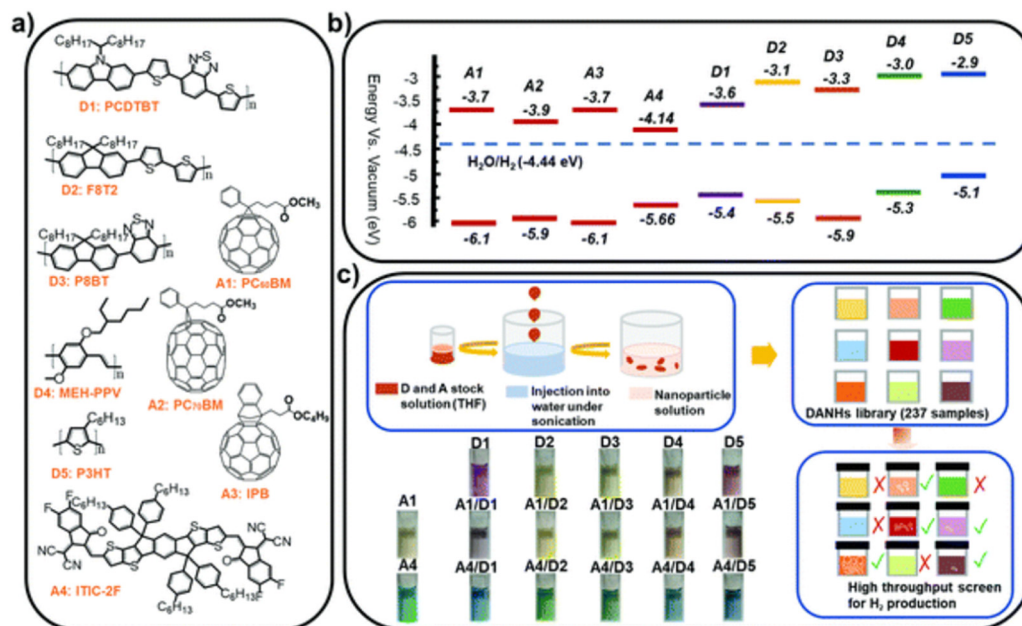 a)
C₈H₁₇ C₈H₁₇
N
N S N
S S n
D1: PCDTBT
C₈H₁₇ C₈H₁₇
S S n
D2: F8T2
C₈H₁₇ C₈H₁₇ N S N
n
D3: P8BT
OCH₃
O
A1: PC₆₀BM
O
n
O
D4: MEH-PPV
OCH₃
O
A2: PC₇₀BM
C₆H₁₃
S n
D5: P3HT
O
A3: IPB
C₆H₁₃ C₆H₁₃
F F O NC CN S S S S NC CN O F F
C₆H₁₃ C₆H₁₃
A4: ITIC-2F
b)
Energy Vs. Vacuum (eV)
-3
-3.5
-4
-4.5
-5
-5.5
-6
A1
-3.7
A2
-3.9
A3
-3.7
A4
-4.14
D1
-3.6
D2
-3.1
D3
-3.3
D4
-3.0
D5
-2.9
H₂O/H₂ (-4.44 eV)
-6.1
-5.9
-6.1
-5.66
-5.4
-5.5
-5.9
-5.3
-5.1
c)
D and A stock solution (THF)
Injection into water under sonication
Nanoparticle solution
DANHs library (237 samples)
D1 D2 D3 D4 D5
A1 A1/D1 A1/D2 A1/D3 A1/D4 A1/D5
A4 A4/D1 A4/D2 A4/D3 A4/D4 A4/D5
High throughput screen
for H₂ production